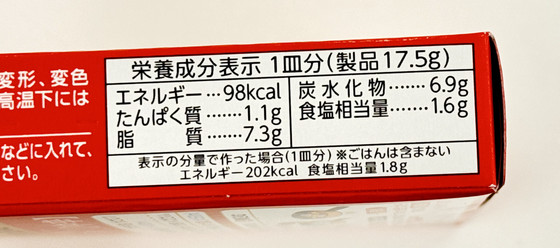 変形、変色
高温下には
などに入れて、
さい。
栄養成分表示 1皿分(製品17.5g)
エネルギー…98kcal
たんぱく質……1.1g
脂　　質……7.3g
炭水化物……6.9g
食塩相当量……1.6g
表示の分量で作った場合(1皿分)※ごはんは含まない
エネルギー202kcal 食塩相当量1.8g